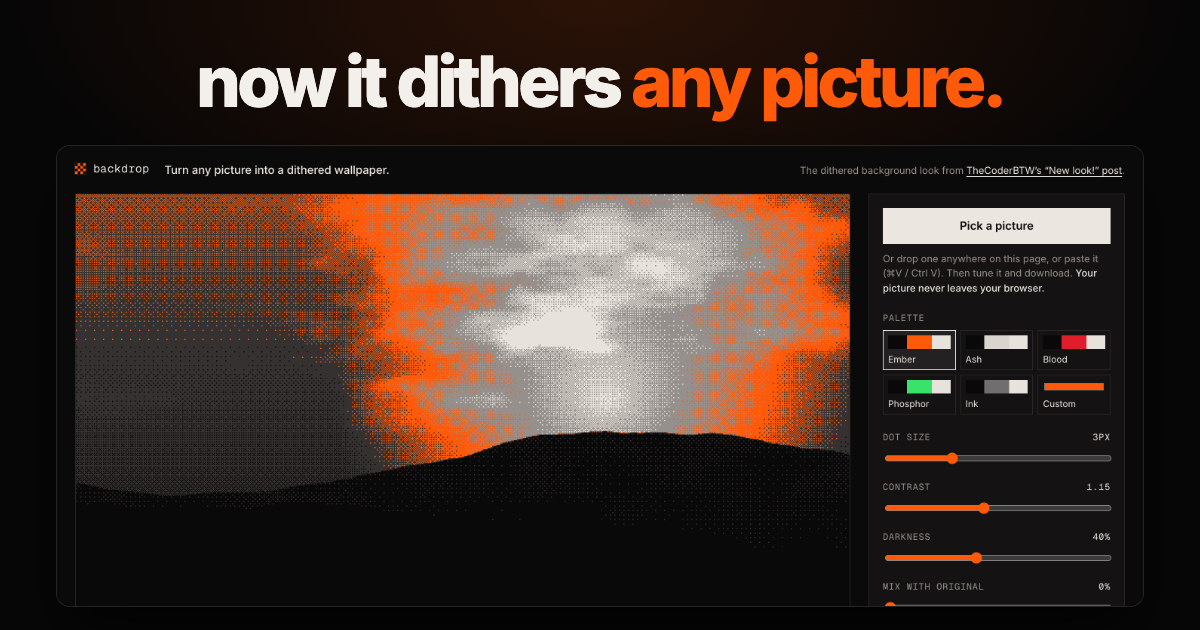 now it dithers any picture.
backdrop
Turn any picture into a dithered wallpaper.
The dithered background look from TheCoderBTW’s “New look!” post.
Pick a picture
Or drop one anywhere on this page, or paste it
(⌘V / Ctrl V). Then tune it and download. Your
picture never leaves your browser.
PALETTE
Ember
Ash
Blood
Phosphor
Ink
Custom
DOT SIZE 3PX
CONTRAST 1.15
DARKNESS 40%
MIX WITH ORIGINAL 0%